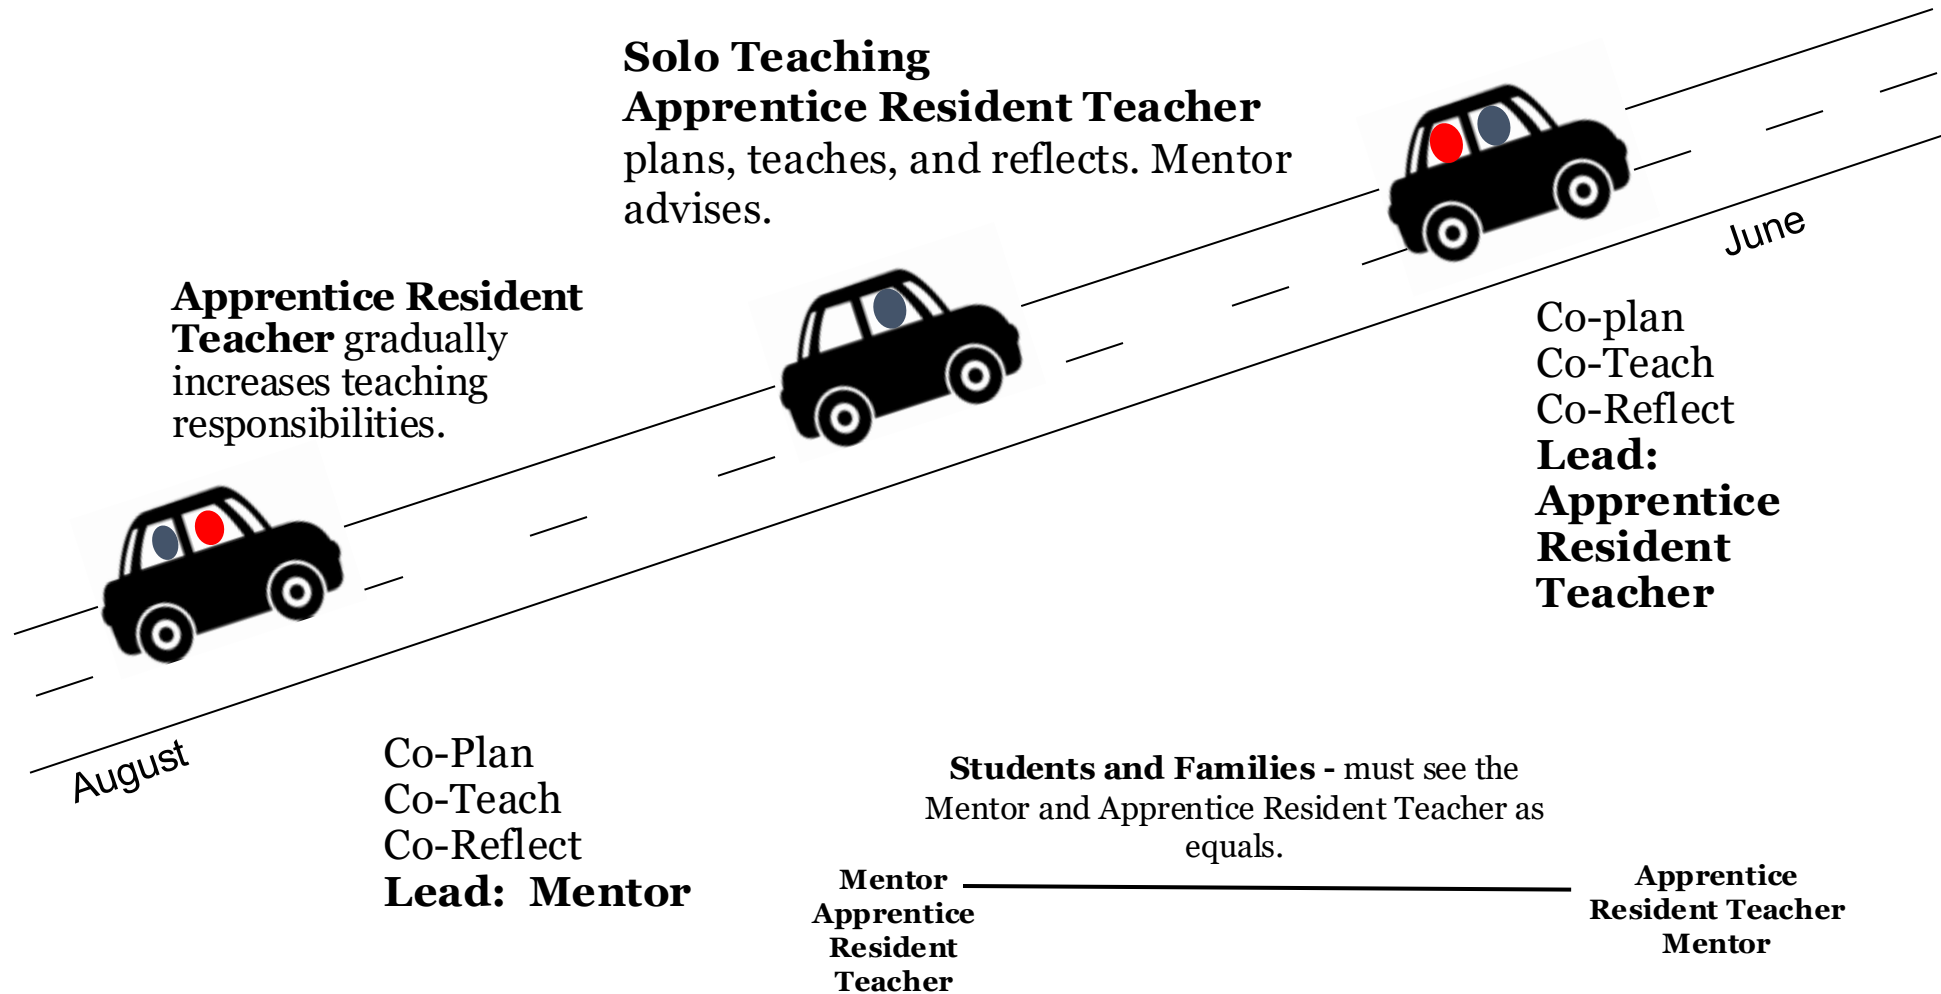 Solo Teaching
Apprentice Resident Teacher
plans, teaches, and reflects. Mentor
advises.
Apprentice Resident
Teacher gradually
increases teaching
responsibilities.
June
Co-plan
Co-Teach
Co-Reflect
Lead:
Apprentice
Resident
Teacher
August
Co-Plan
Co-Teach
Co-Reflect
Lead:  Mentor
Students and Families - must see the
Mentor and Apprentice Resident Teacher as
equals.
Mentor
Apprentice
Resident
Teacher
Apprentice
Resident Teacher
Mentor